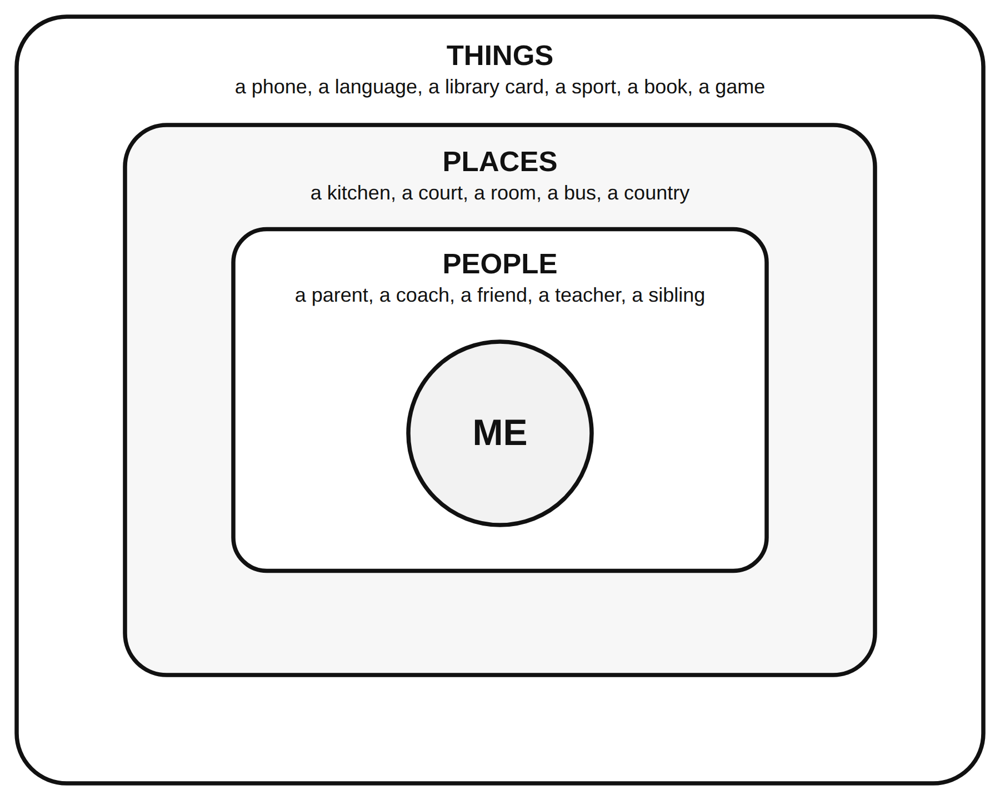 THINGS
a phone, a language, a library card, a sport, a book, a game
PLACES
a kitchen, a court, a room, a bus, a country
PEOPLE
a parent, a coach, a friend, a teacher, a sibling
ME